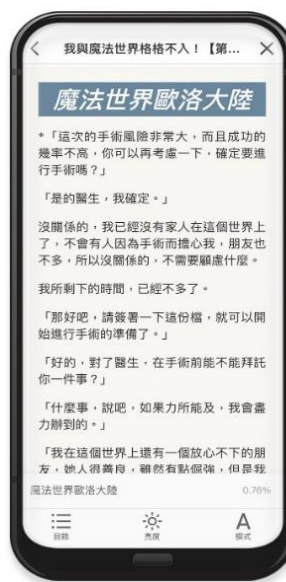 我與魔法世界格格不入！【第...
魔法世界歐洛大陸
*「這次的手術風險非常大，而且成功的
幾率不高，你可以再考慮一下，確定要進
行手術嗎？」
「是的醫生，我確定。」
沒關係的，我已經沒有家人在這個世界上
了，不會有人因為手術而擔心我，朋友也
不多，所以沒關係的，不需要顧慮什麼。
我所剩下的時間，已經不多了。
「那好吧，請簽署一下這份檔，就可以開
始進行手術的準備了。」
「好的，對了醫生，在手術前能不能拜託
你一件事？」
「什麼事，說吧，如果力所能及，我會盡
力辦到的。」
「我在這個世界上還有一個放心不下的朋
友，她人很善良，雖然有點倔強，但是我
魔法世界歐洛大陸
0.76%
目錄
亮度
A
模式